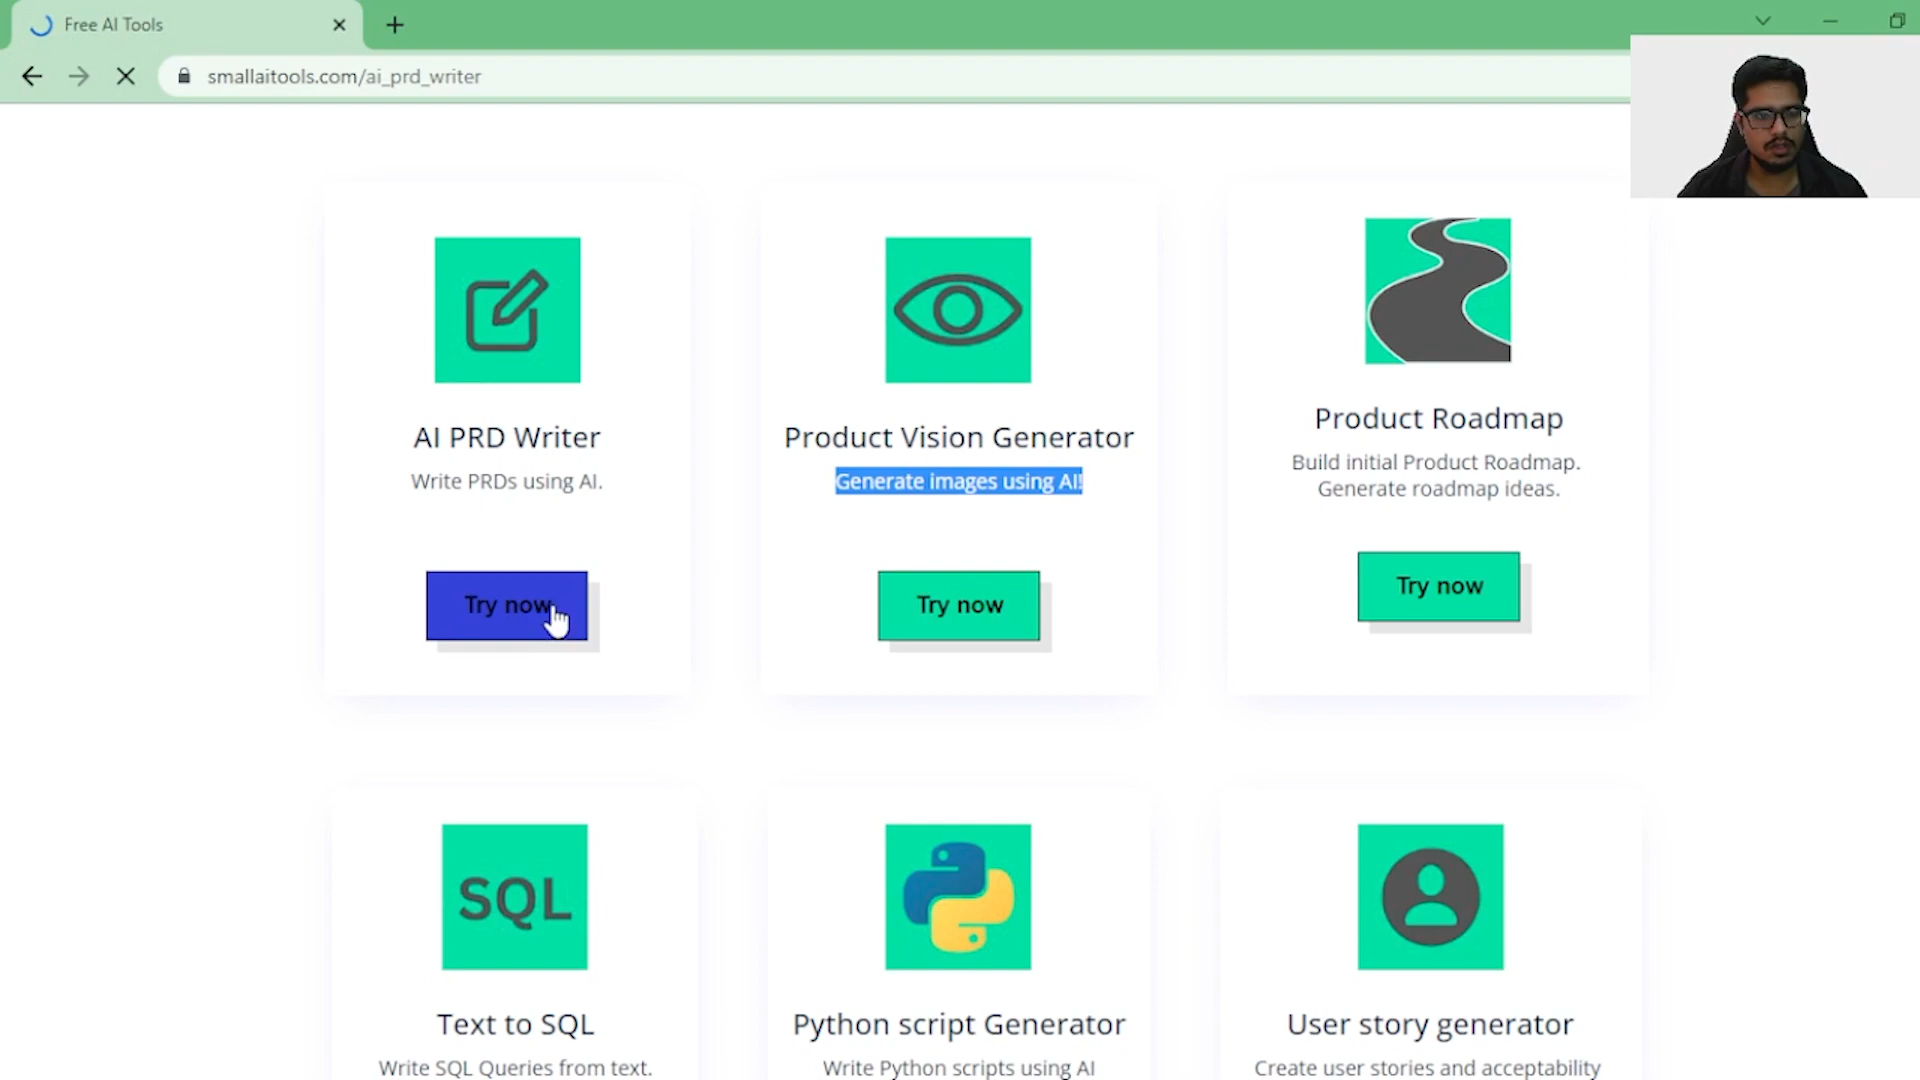 Free AI Tools
smallaitools.com/ai_prd_writer
AI PRD Writer
Write PRDs using AI.
Try now
Product Vision Generator
Generate images using AI!
Try now
Product Roadmap
Build initial Product Roadmap.
Generate roadmap ideas.
Try now
SQL
Text to SQL
Write SQL Queries from text.
Python script Generator
Write Python scripts using AI
User story generator
Create user stories and acceptability